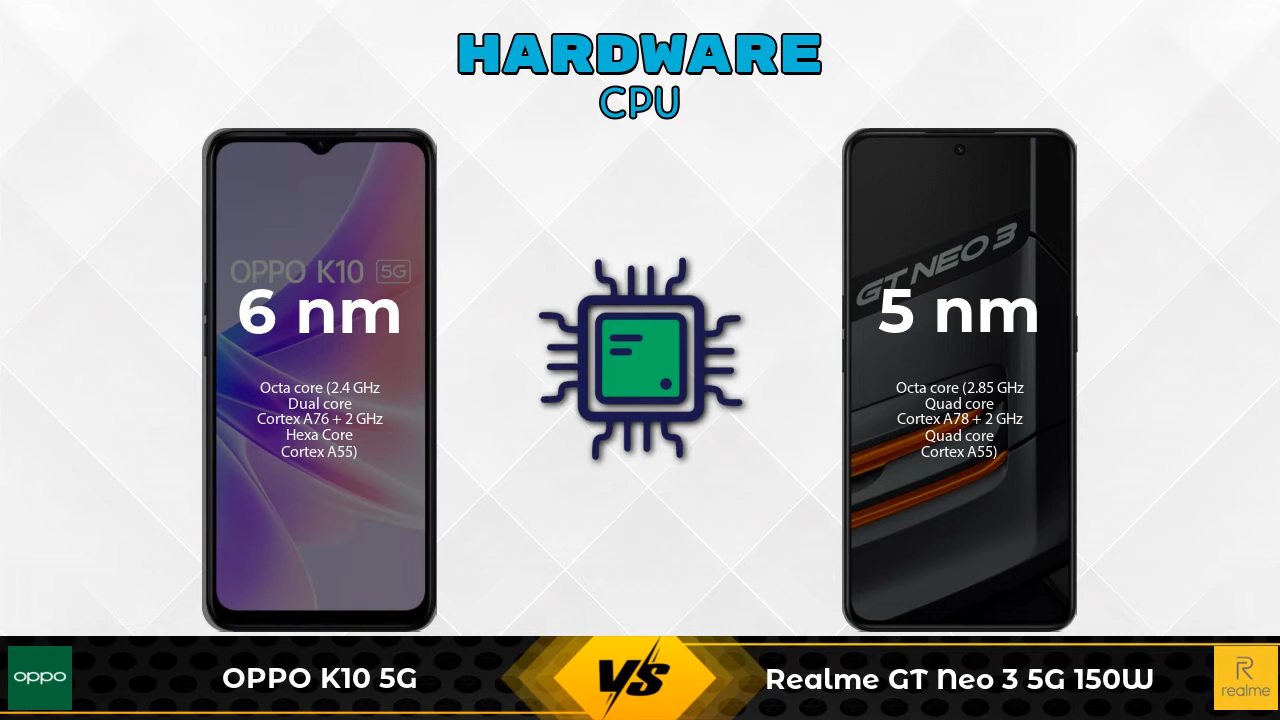 HARDWARE
CPU
OPPO K10 5G
6 nm
Octa core (2.4 GHz
Dual core
Cortex A76 + 2 GHz
Hexa Core
Cortex A55)
GT NEO 3
5 nm
Octa core (2.85 GHz
Quad core
Cortex A78 + 2 GHz
Quad core
Cortex A55)
oppo
OPPO K10 5G
VS
Realme GT Neo 3 5G 150W
R
realme